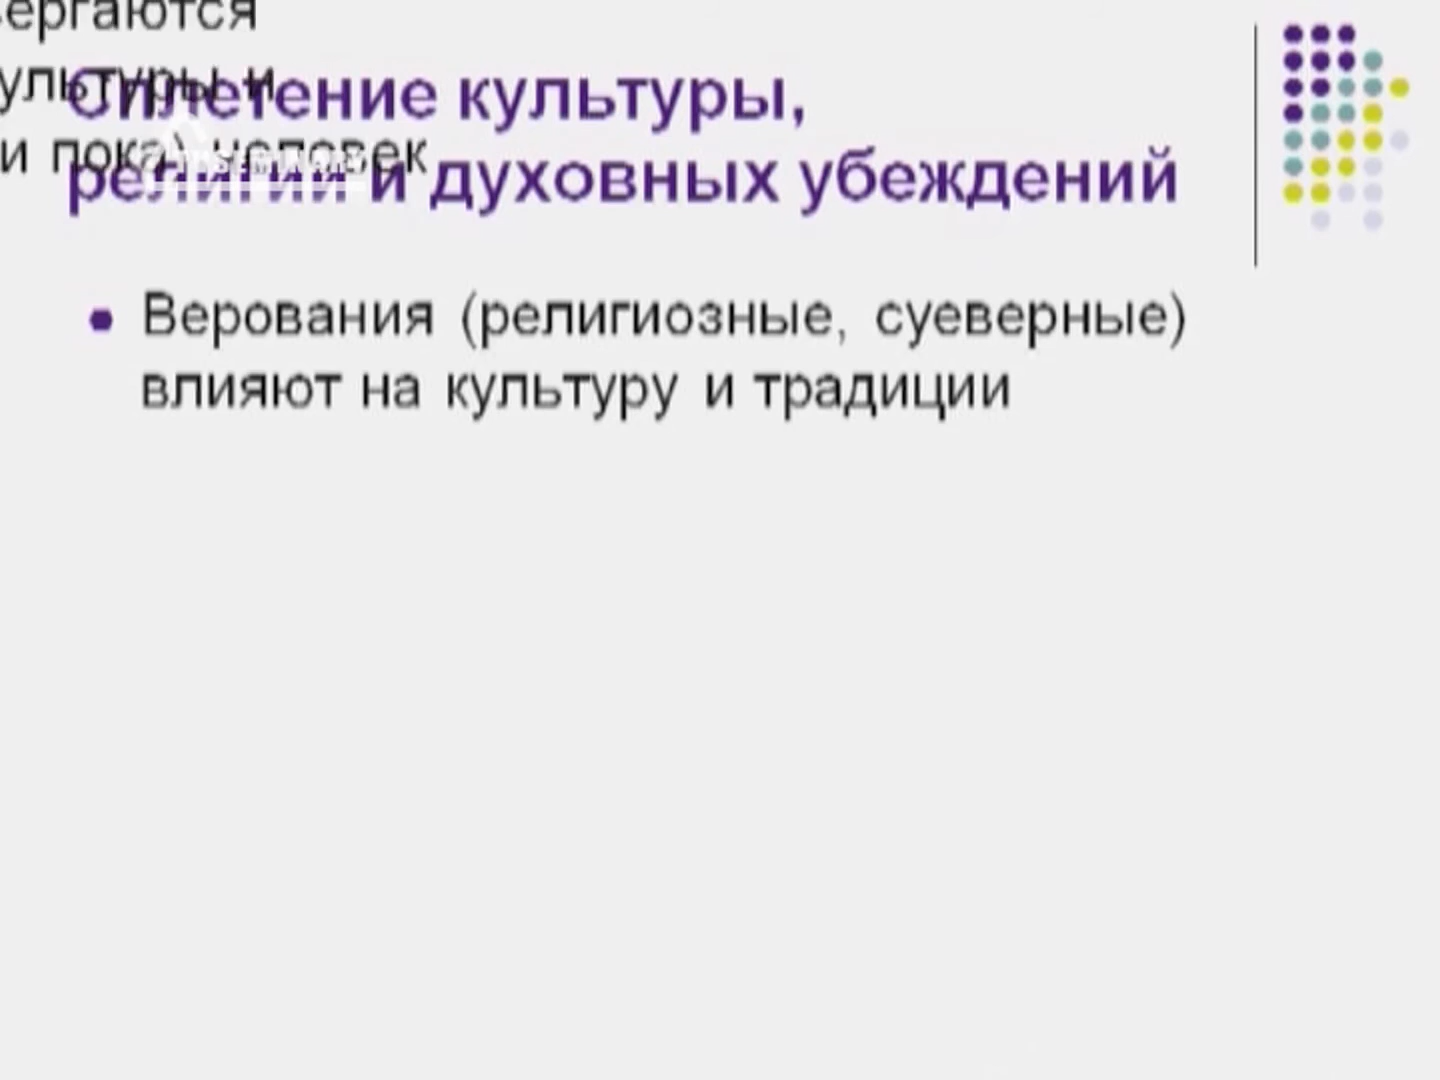 ергаются
ультуры и
и пока человек
Сплетение культуры,
религии и духовных убеждений
Верования (религиозные, суеверные)
влияют на культуру и традиции